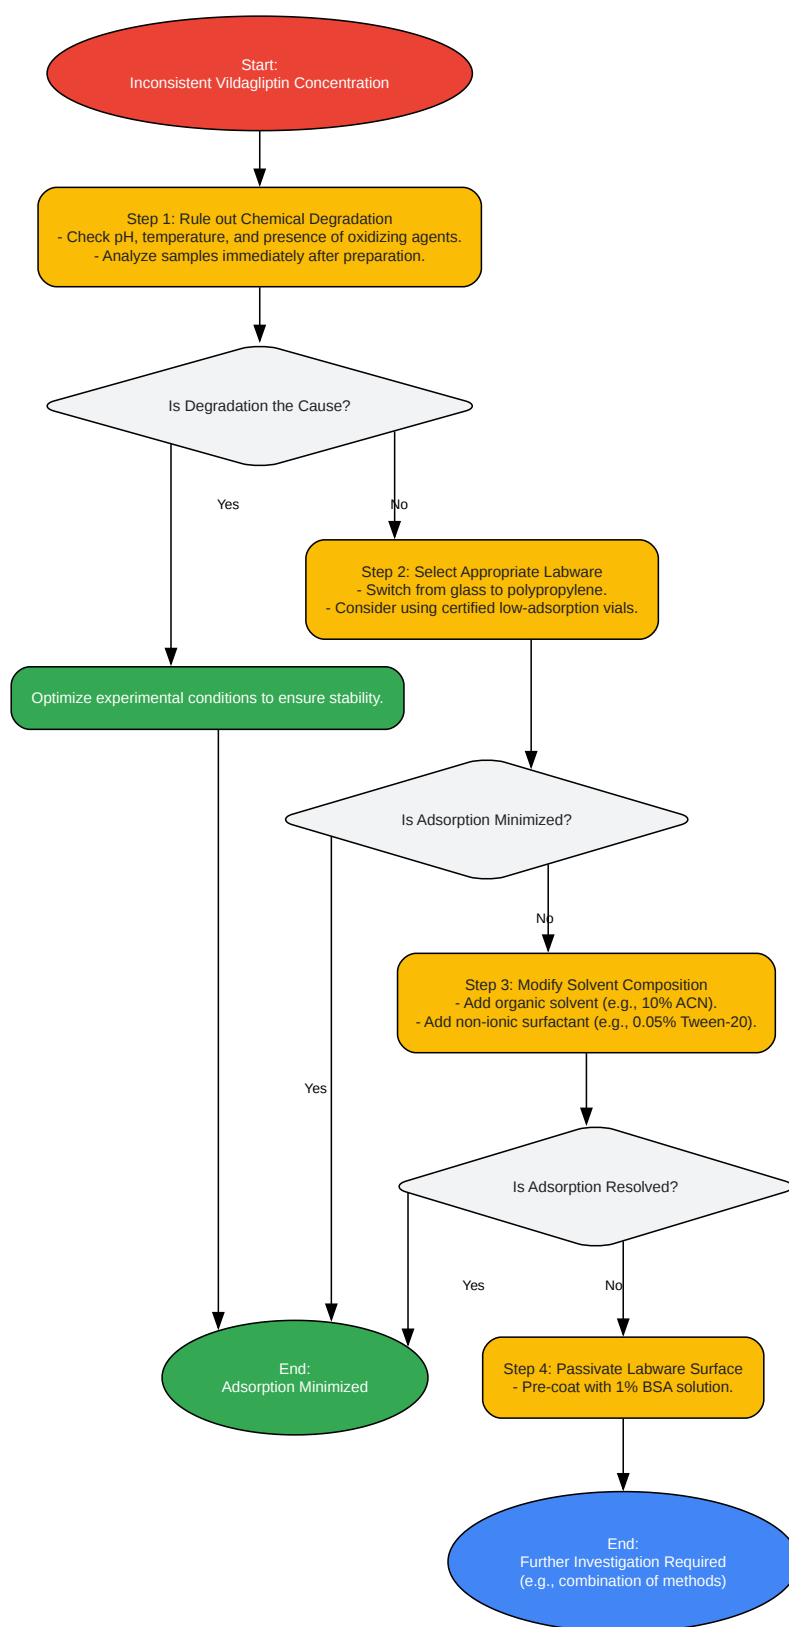 Start:
Inconsistent Vildagliptin Concentration
Step 1: Rule out Chemical Degradation
- Check pH, temperature, and presence of oxidizing agents.
- Analyze samples immediately after preparation.
Is Degradation the Cause?
Yes
No
Step 2: Select Appropriate Labware
- Switch from glass to polypropylene.
- Consider using certified low-adsorption vials.
Optimize experimental conditions to ensure stability.
Is Adsorption Minimized?
No
Step 3: Modify Solvent Composition
- Add organic solvent (e.g., 10% ACN).
- Add non-ionic surfactant (e.g., 0.05% Tween-20).
Yes
Is Adsorption Resolved?
Yes
No
End:
Adsorption Minimized
Step 4: Passivate Labware Surface
- Pre-coat with 1% BSA solution.
End:
Further Investigation Required
(e.g., combination of methods)